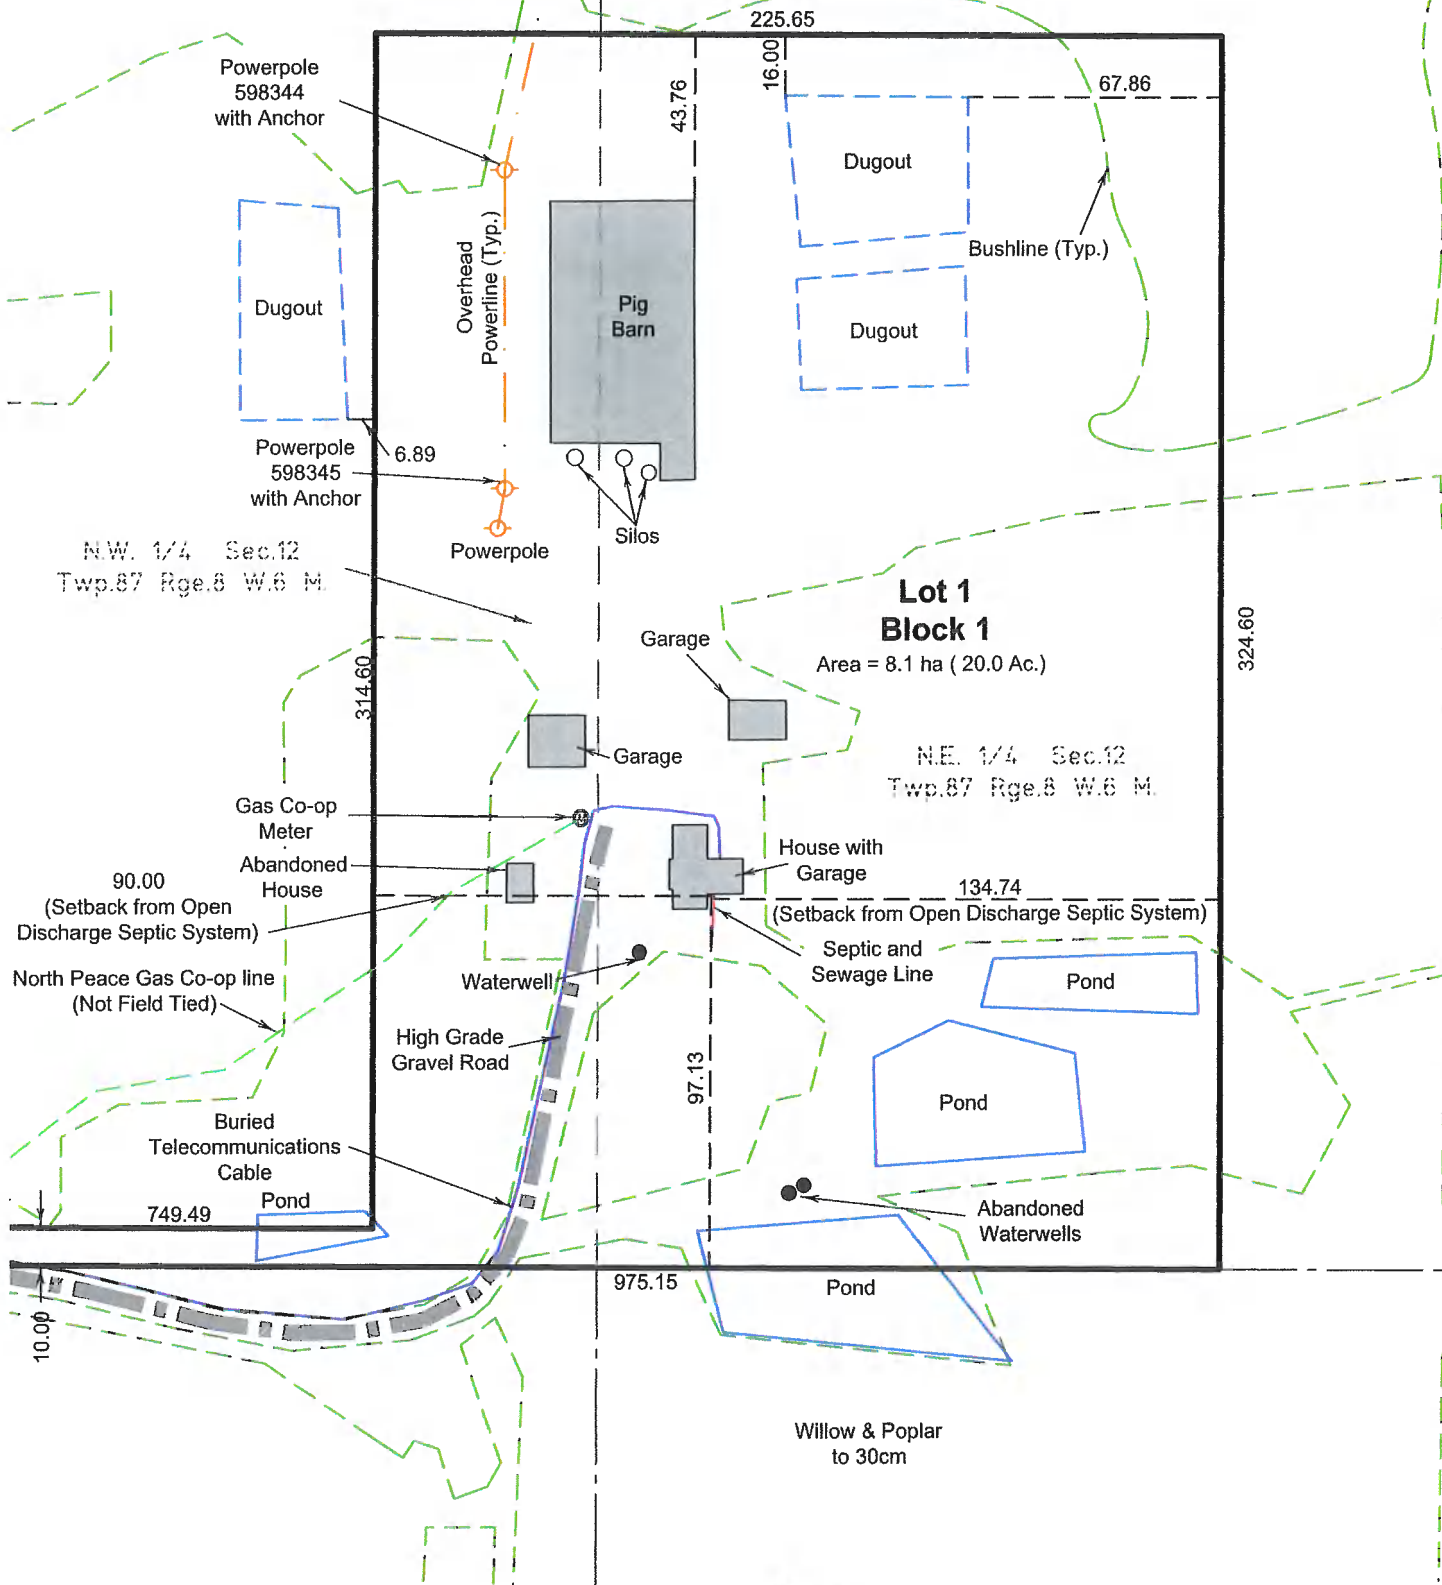 225.65
Powerpole
598344
with Anchor
43.76
16.00
67.86
Dugout
Bushline (Typ.)
Overhead
Powerline (Typ.)
Dugout
Pig
Barn
Dugout
6.89
Powerpole
598345
with Anchor
Silos
Powerpole
N.W. 1/4 Sec.12
Twp.87 Rge.8 W.6 M.
Lot 1
Block 1
Area = 8.1 ha ( 20.0 Ac.)
324.60
314.60
Garage
Garage
N.E. 1/4 Sec.12
Twp.87 Rge.8 W.6 M.
Gas Co-op
Meter
M
Abandoned
House
House with
Garage
90.00
(Setback from Open
Discharge Septic System)
134.74
(Setback from Open Discharge Septic System)
Septic and
Sewage Line
North Peace Gas Co-op line
(Not Field Tied)
Waterwell
Pond
High Grade
Gravel Road
97.13
Pond
Buried
Telecommunications
Cable
Pond
749.49
Abandoned
Waterwells
975.15
Pond
10.00
Willow & Poplar
to 30cm